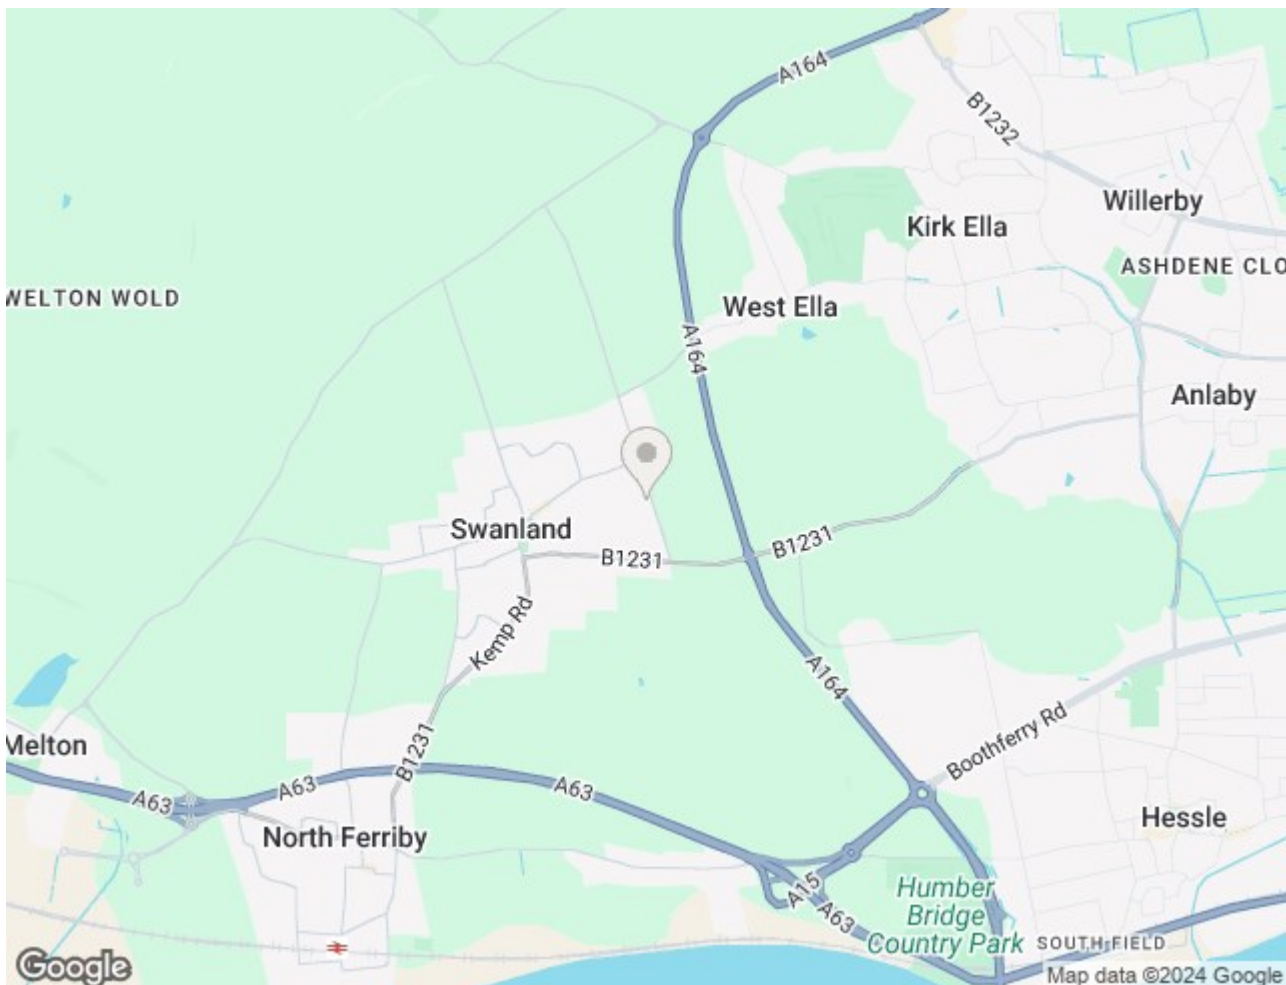 A164
B1232
Willerby
Kirk Ella
ASHDENE CLO
WELTON WOLD
West Ella
A164
Anlaby
Swanland
B1231
B1231
Kemp Rd
A164
Boothferry Rd
B1231
Melton
A63
A63
A63
Hessle
North Ferriby
A15
A63
Humber
Bridge
Country Park
SOUTH FIELD
Google
Map data ©2024 Google